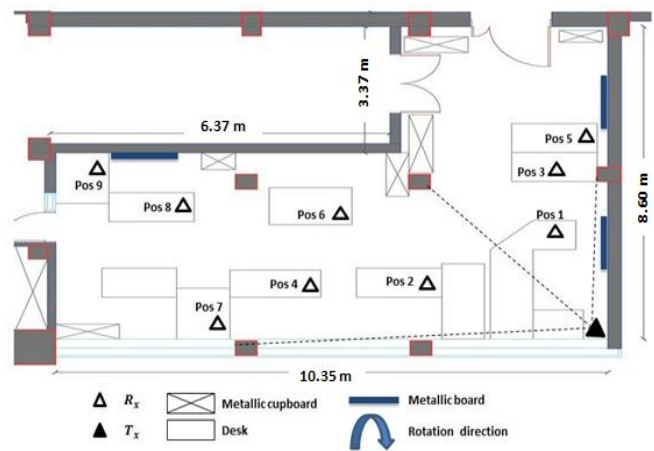 3.37 m
6.37 m
Pos 5
Pos 9
Pos 3
8.60 m
Pos 8
Pos 6
Pos 1
Pos 4
Pos 2
Pos 7
10.35 m
Rx
Metallic cupboard
Metallic board
Tx
Desk
Rotation direction